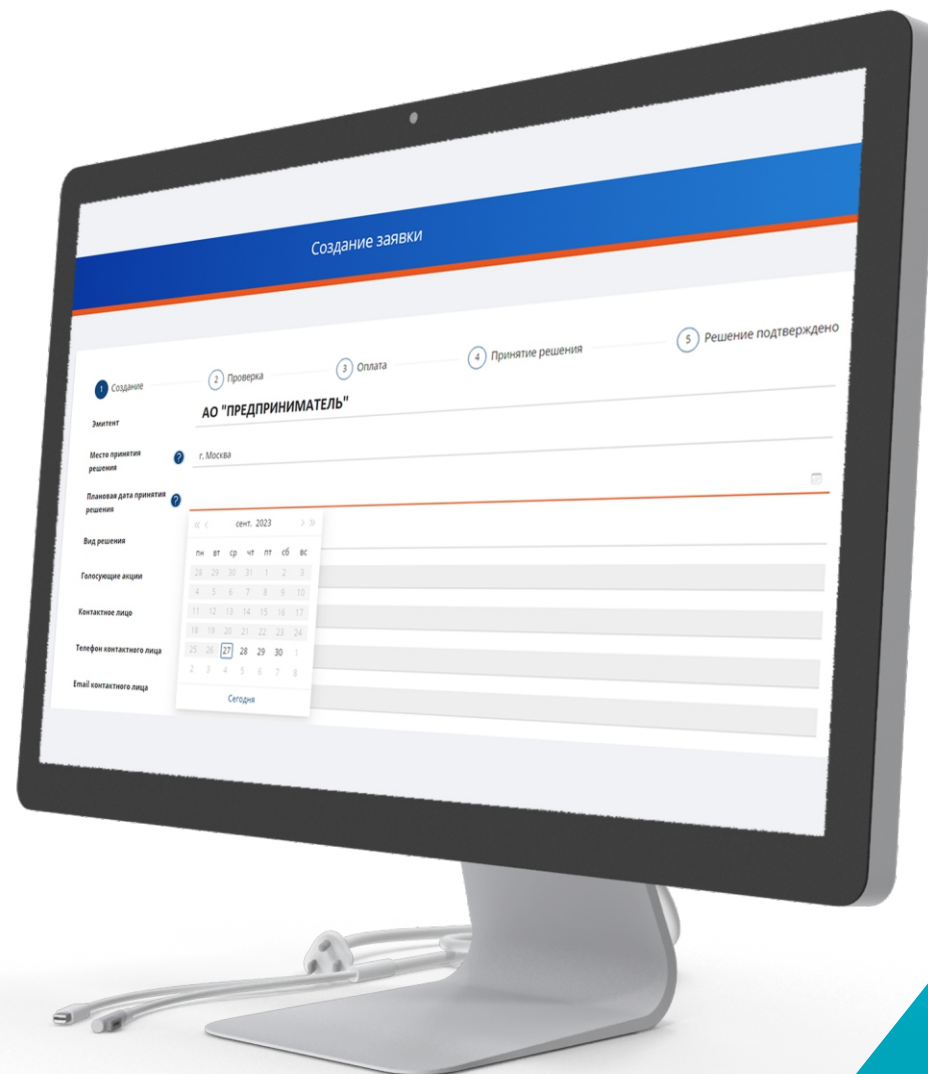 Создание заявки
1 Создание
2 Проверка
3 Оплата
4 Принятие решения
5 Решение подтверждено
Эмитент
АО "ПРЕДПРИНИМАТЕЛЬ"
Место принятия
решения
?
г. Москва
Плановая дата принятия
решения
?
Вид решения
Голосующие акции
Контактное лицо
Телефон контактного лица
Email контактного лица
« ‹ сент. 2023 › »
пн вт ср чт пт сб вс
28 29 30 31 1 2 3
4 5 6 7 8 9 10
11 12 13 14 15 16 17
18 19 20 21 22 23 24
25 26 27 28 29 30 1
2 3 4 5 6 7 8
Сегодня